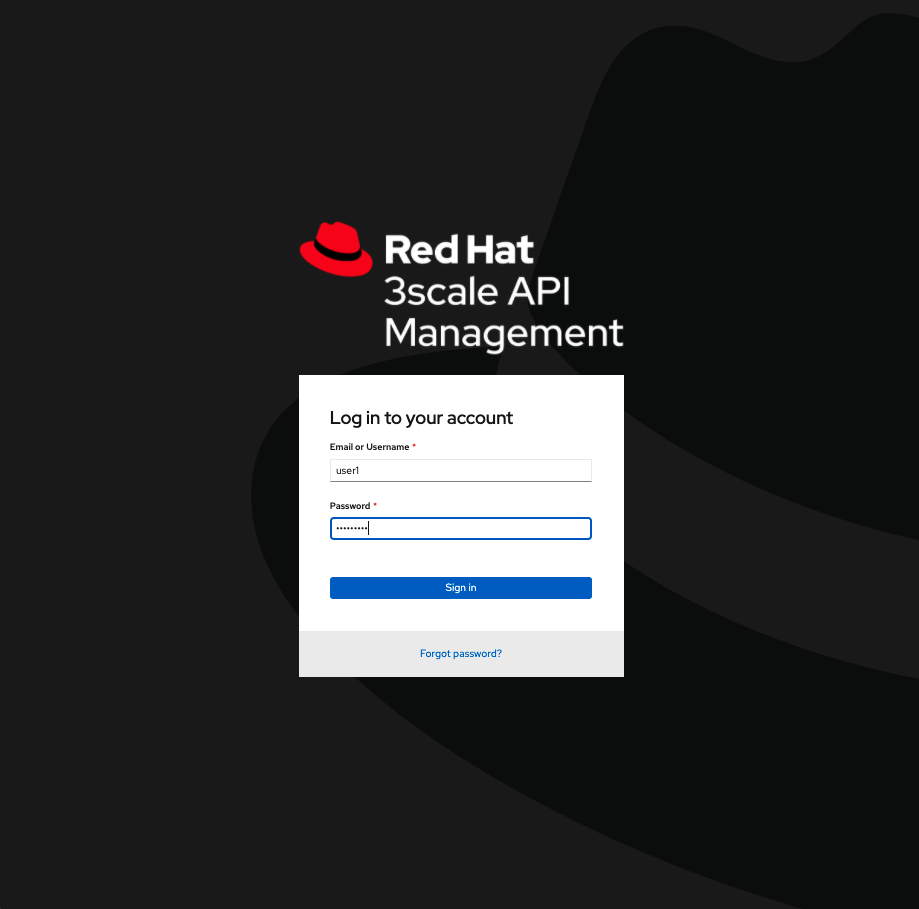 Red Hat
3scale API
Management
Log in to your account
Email or Username *
user1
Password *
•••••••••
Sign in
Forgot password?